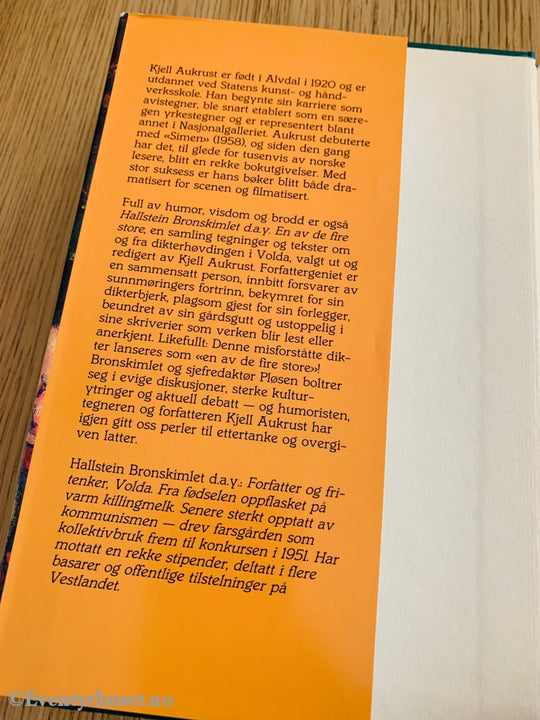 Kjell Aukrust er født i Alvdal i 1920 og er
utdannet ved Statens kunst- og hånd-
verksskole. Han begynte sin karriere som
avistegner, ble snart etablert som en sære-
gen yrkestegner og er representert blant
annet i Nasjonalgalleriet. Aukrust debuterte
med «Simen» (1958), og siden den gang
har det, til glede for tusenvis av norske
lesere, blitt en rekke bokutgivelser. Med
stor suksess er hans bøker blitt både dra-
matisert for scenen og filmatisert.
Full av humor, visdom og brodd er også
Hallstein Bronskimlet d.a.y. En av de fire
store, en samling tegninger og tekster om
og fra dikterhøvdingen i Volda, valgt ut og
redigert av Kjell Aukrust. Forfattergeniet er
en sammensatt person, innbitt forsvarer av
sunnmøringers fortrinn, bekymret for sin
dikterbjerk, plagsom gjest for sin forlegger,
beundret av sin gårdsgutt og ustoppelig i
sine skriverier som verken blir lest eller
anerkjent. Likefullt: Denne misforståtte dik-
ter lanseres som «en av de fire store»!
Bronskimlet og sjefredaktør Pløsen boltrer
seg i evige diskusjoner, sterke kultur-
ytringer og aktuell debatt — og humoristen,
tegneren og forfatteren Kjell Aukrust har
igjen gitt oss perler til ettertanke og overgi-
ven latter.
Hallstein Bronskimlet d.a.y.: Forfatter og fri-
tenker, Volda. Fra fødselen oppflasket på
varm killingmelk. Senere sterkt opptatt av
kommunismen — drev farsgården som
kollektivbruk frem til konkursen i 1951. Har
mottatt en rekke stipender, deltatt i flere
basarer og offentlige tilstelninger på
Vestlandet.
©Eventyrhuset.no